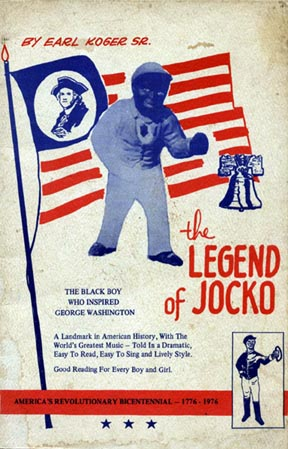 BY EARL KOGER SR.
the
LEGEND
of JOCKO
THE BLACK BOY
WHO INSPIRED
GEORGE WASHINGTON
A Landmark in American History, With The
World's Greatest Music – Told In a Dramatic,
Easy To Read, Easy To Sing and Lively Style.
Good Reading For Every Boy and Girl.
AMERICA'S REVOLUTIONARY BICENTENNIAL – 1776 - 1976